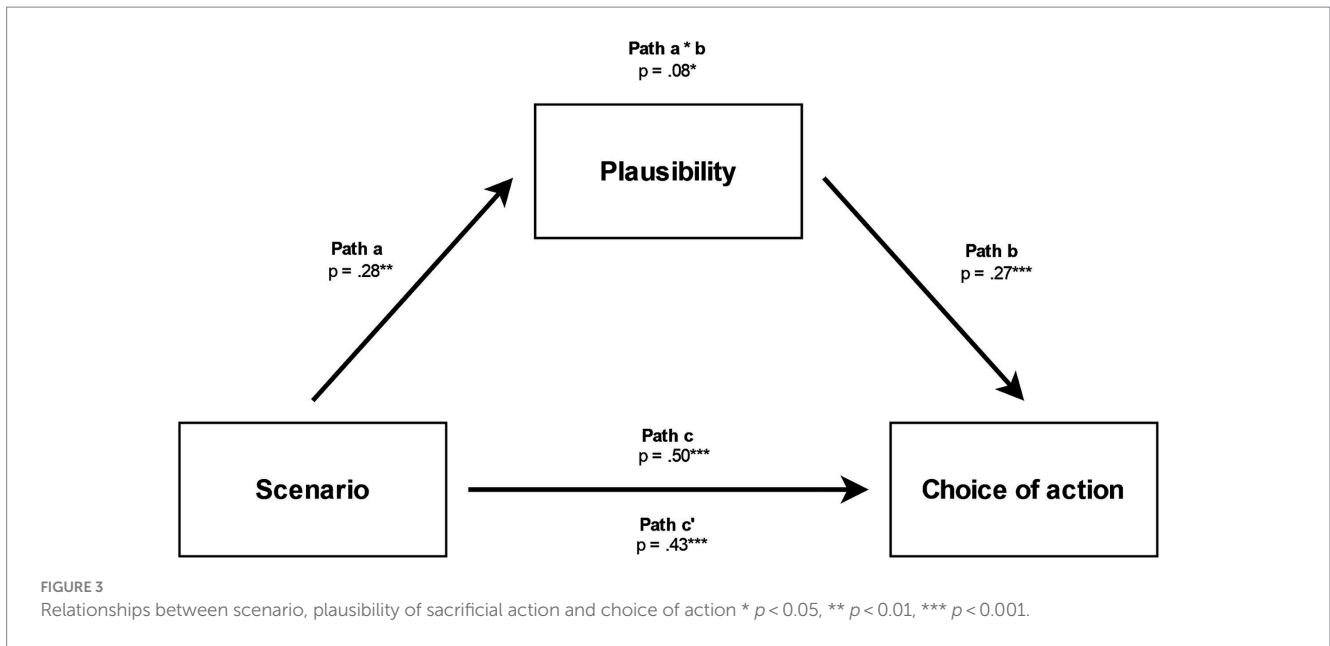 Path a * b
p = .08*
Plausibility
Path a
p = .28**
Path b
p = .27***
Scenario
Path c
p = .50***
Path c'
p = .43***
Choice of action
FIGURE 3
Relationships between scenario, plausibility of sacrificial action and choice of action * p < 0.05, ** p < 0.01, *** p < 0.001.